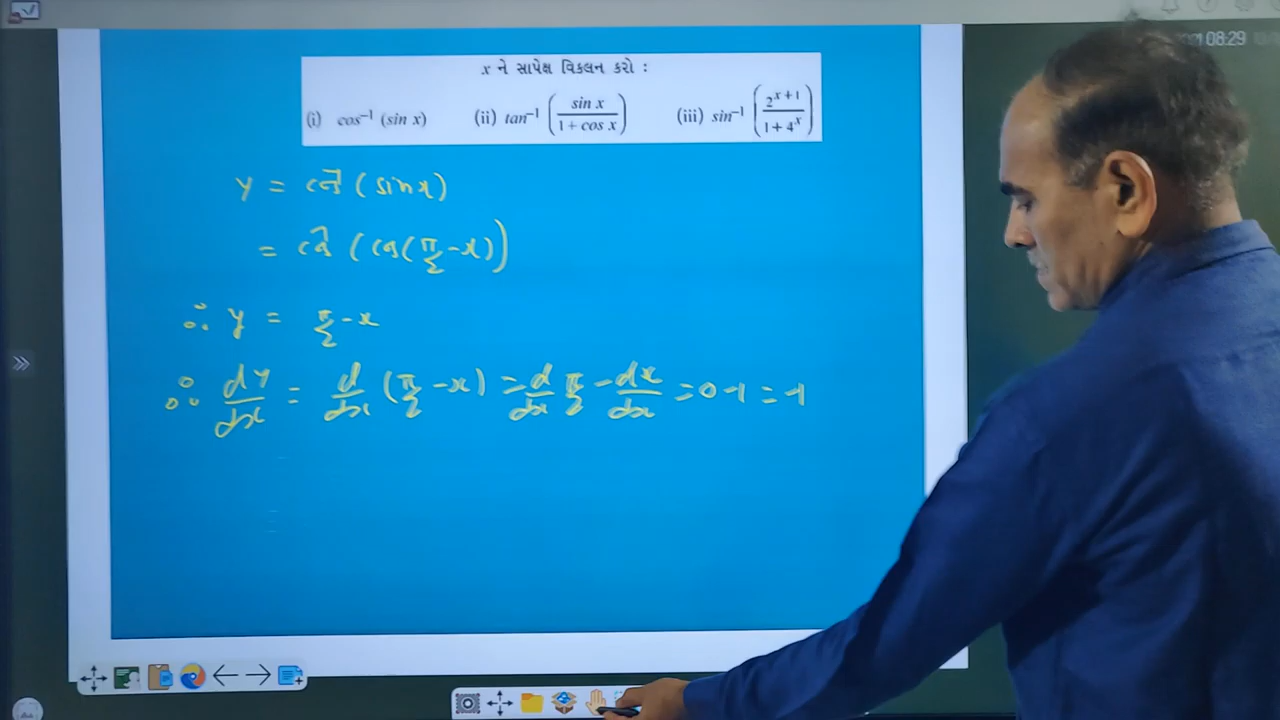 08:29
x ને સાપેક્ષ વિકલન કરો :
(i) cos⁻¹ (sin x) (ii) tan⁻¹ (sin x / 1 + cos x) (iii) sin⁻¹ (2^(x+1) / 1 + 4^x)
y = cos⁻¹ (sin x)
= cos⁻¹ (cos(π/2 - x))
∴ y = π/2 - x
∴ dy/dx = d/dx (π/2 - x) = d/dx π/2 - dx/dx = 0 - 1 = -1